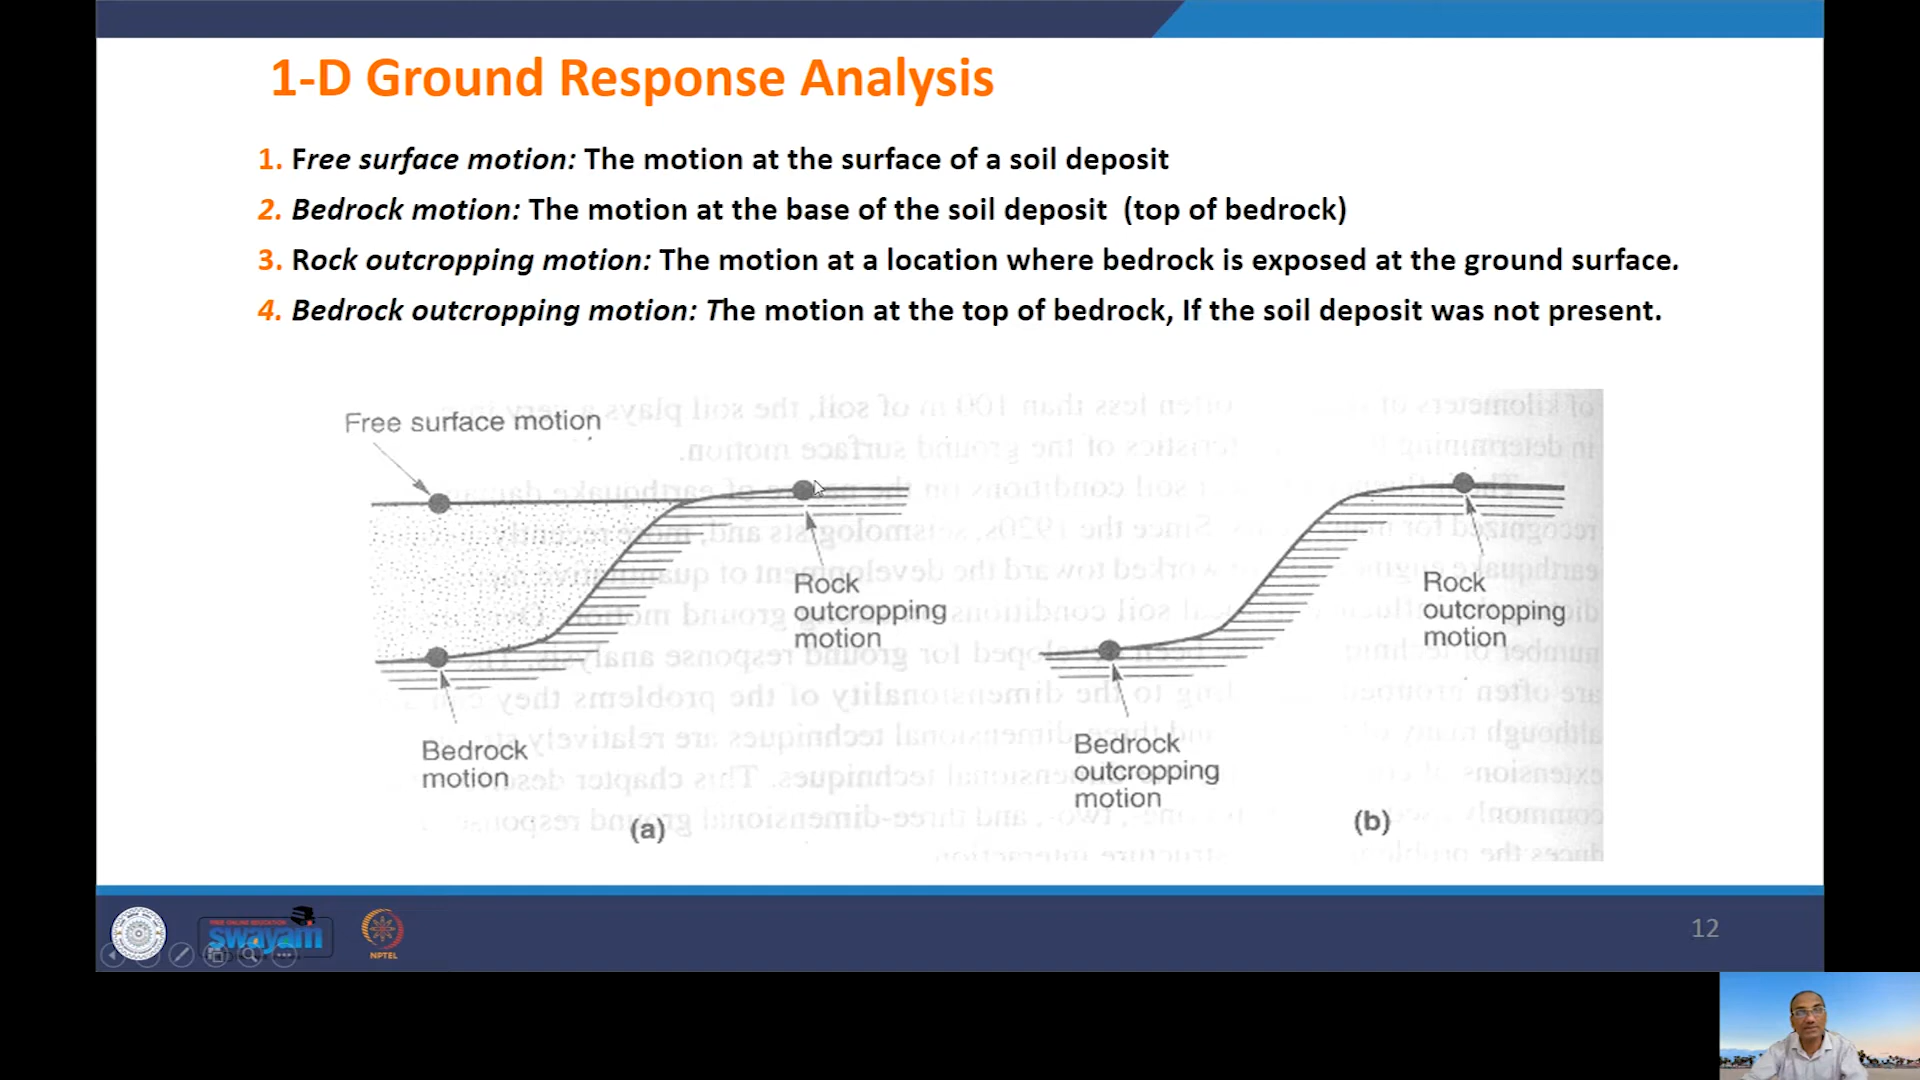 1-D Ground Response Analysis
1. Free surface motion: The motion at the surface of a soil deposit
2. Bedrock motion: The motion at the base of the soil deposit (top of bedrock)
3. Rock outcropping motion: The motion at a location where bedrock is exposed at the ground surface.
4. Bedrock outcropping motion: The motion at the top of bedrock, If the soil deposit was not present.
Free surface motion
Rock
outcropping
motion
Bedrock
motion
(a)
Rock
outcropping
motion
Bedrock
outcropping
motion
(b)
FREE ONLINE EDUCATION
swayam
NPTEL
12